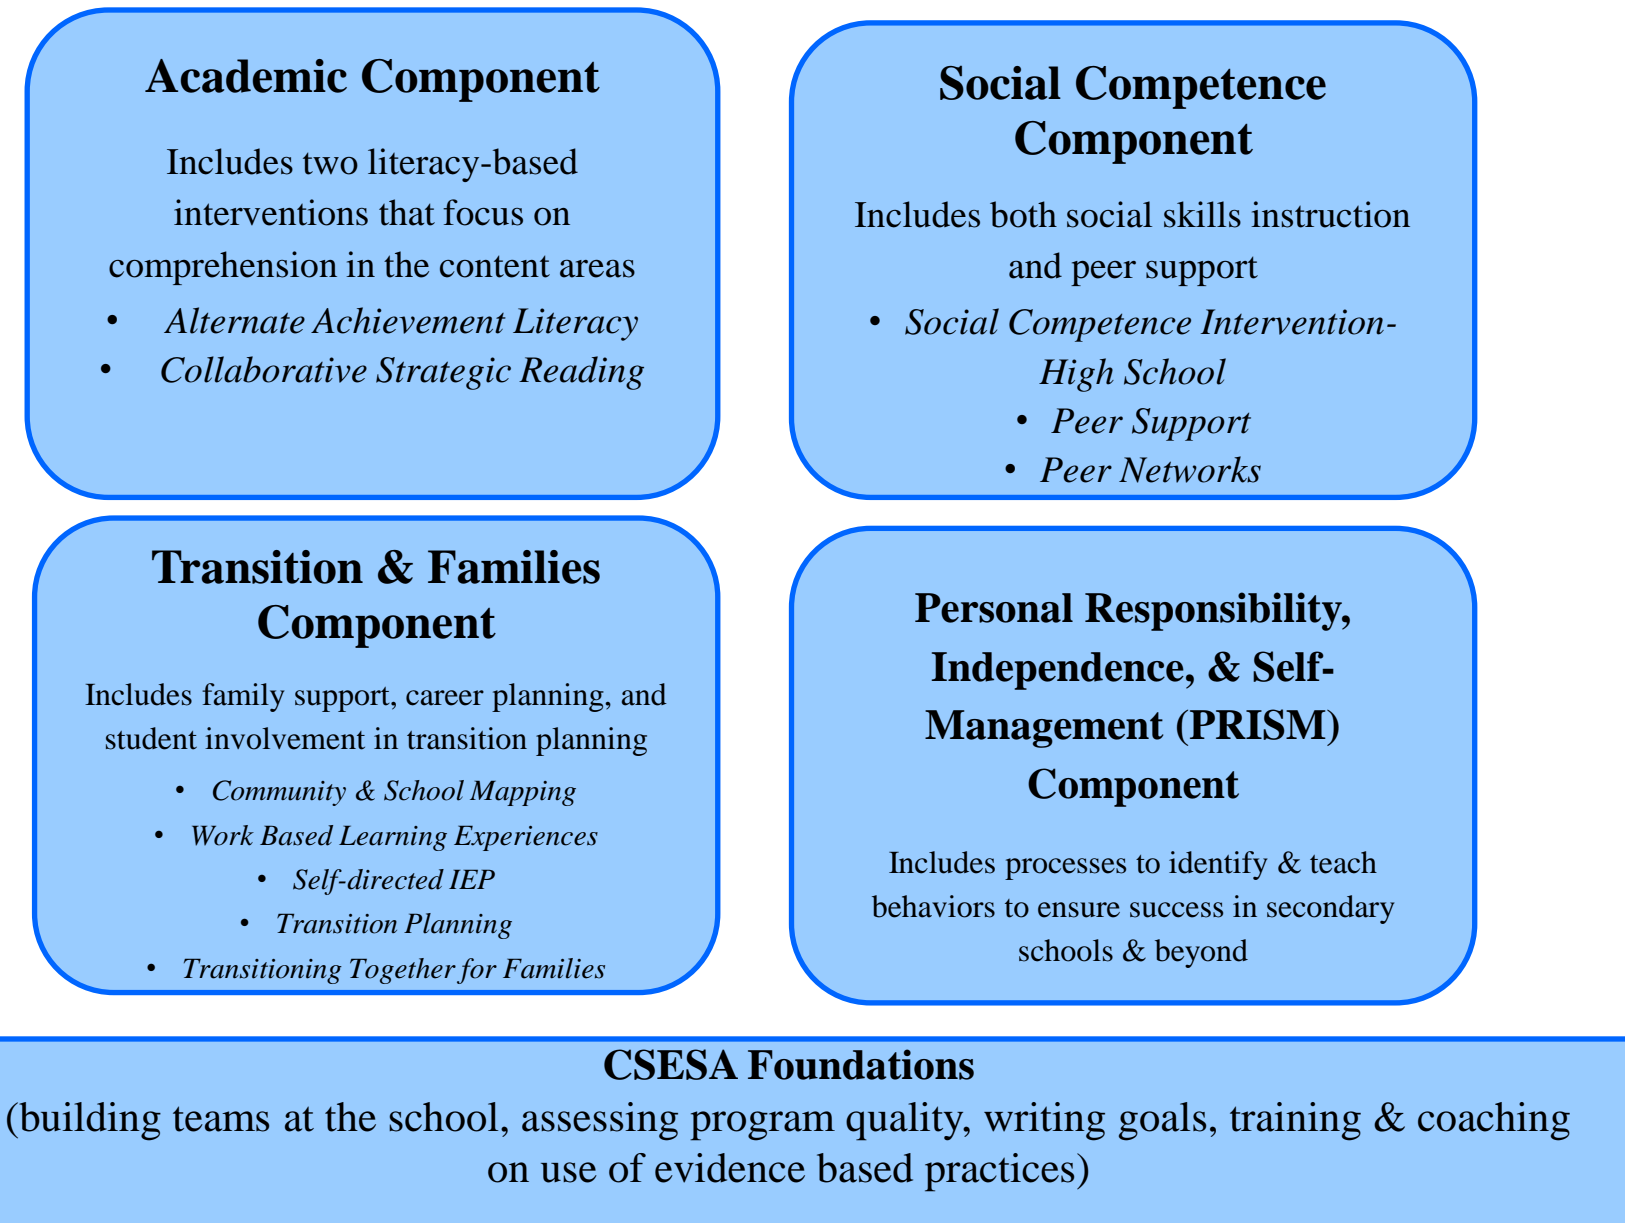 Academic Component
Includes two literacy-based
interventions that focus on
comprehension in the content areas
• Alternate Achievement Literacy
• Collaborative Strategic Reading
Social Competence
Component
Includes both social skills instruction
and peer support
• Social Competence Intervention-
High School
• Peer Support
• Peer Networks
Transition & Families
Component
Includes family support, career planning, and
student involvement in transition planning
• Community & School Mapping
• Work Based Learning Experiences
• Self-directed IEP
• Transition Planning
• Transitioning Together for Families
Personal Responsibility,
Independence, & Self-
Management (PRISM)
Component
Includes processes to identify & teach
behaviors to ensure success in secondary
schools & beyond
CSESA Foundations
(building teams at the school, assessing program quality, writing goals, training & coaching
on use of evidence based practices)